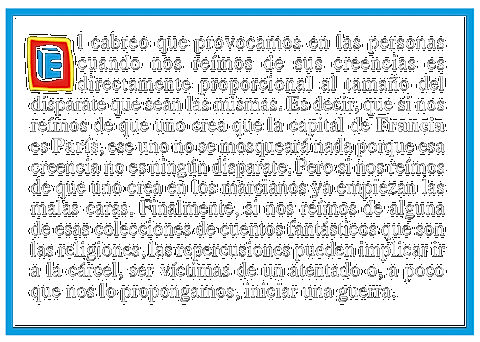 El cabreo que provocamos en las personas
cuando nos reímos de sus creencias es
directamente proporcional al tamaño del
disparate que sean las mismas. Es decir, que si nos
reímos de que uno crea que la capital de Francia
es París, ese uno no se mosqueará nada porque esa
creencia no es ningún disparate. Pero si nos reímos
de que uno crea en los marcianos ya empiezan las
malas caras. Finalmente, si nos reímos de alguna
de esas colecciones de cuentos fantásticos que son
las religiones, las repercusiones pueden implicar ir
a la cárcel, ser víctimas de un atentado o, a poco
que nos lo propongamos, iniciar una guerra.